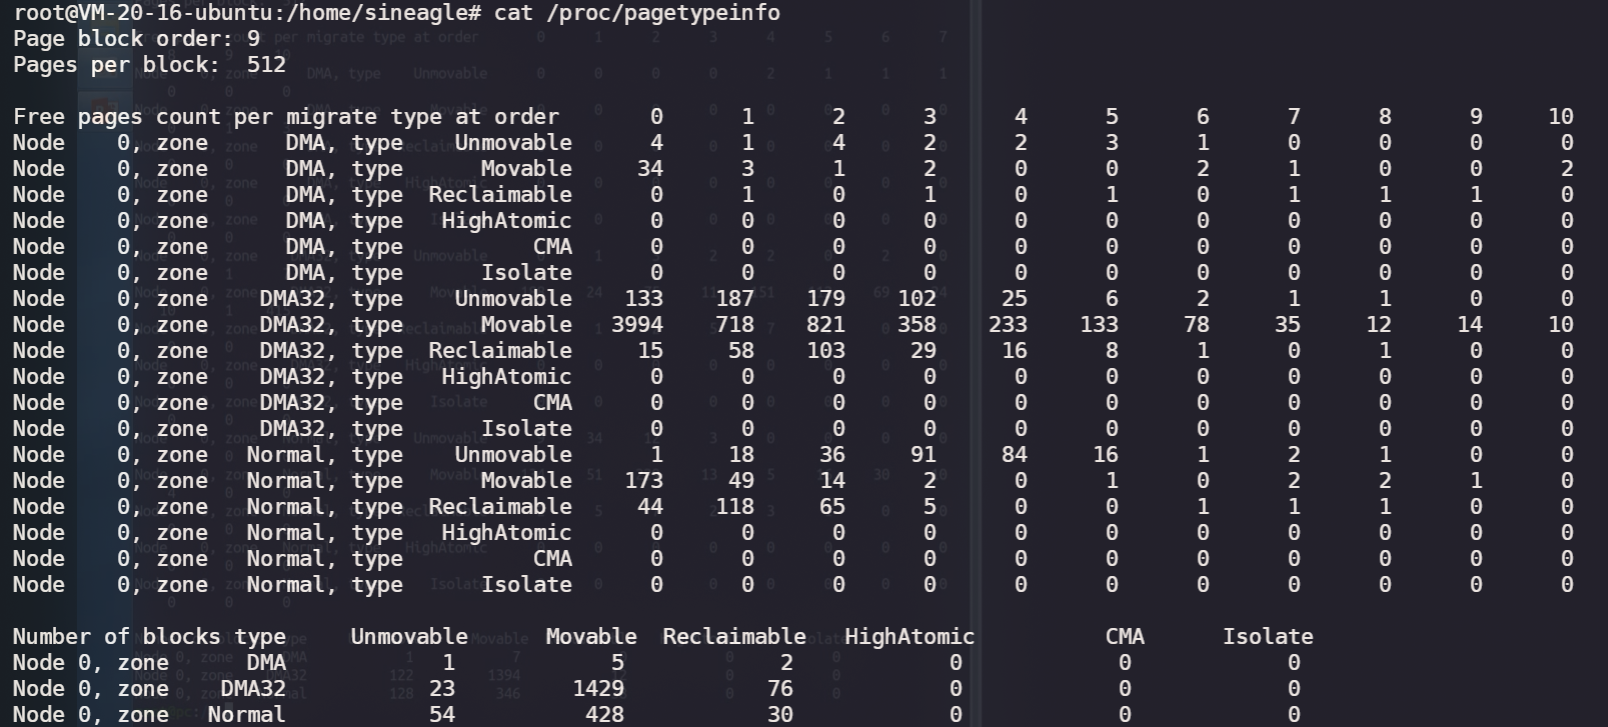 root@VM-20-16-ubuntu:/home/sineagle# cat /proc/pagetypeinfo
Page block order: 9
Pages per block:  512

Free pages count per migrate type at order       0      1      2      3      4      5      6      7      8      9     10
Node    0, zone      DMA, type    Unmovable      4      1      4      2      2      3      1      0      0      0      0
Node    0, zone      DMA, type      Movable     34      3      1      2      0      0      2      1      0      0      2
Node    0, zone      DMA, type  Reclaimable      0      1      0      1      0      1      0      1      1      1      0
Node    0, zone      DMA, type   HighAtomic      0      0      0      0      0      0      0      0      0      0      0
Node    0, zone      DMA, type          CMA      0      0      0      0      0      0      0      0      0      0      0
Node    0, zone      DMA, type      Isolate      0      0      0      0      0      0      0      0      0      0      0
Node    0, zone    DMA32, type    Unmovable    133    187    179    102     25      6      2      1      1      0      0
Node    0, zone    DMA32, type      Movable   3994    718    821    358    233    133     78     35     12     14     10
Node    0, zone    DMA32, type  Reclaimable     15     58    103     29     16      8      1      0      1      0      0
Node    0, zone    DMA32, type   HighAtomic      0      0      0      0      0      0      0      0      0      0      0
Node    0, zone    DMA32, type          CMA      0      0      0      0      0      0      0      0      0      0      0
Node    0, zone    DMA32, type      Isolate      0      0      0      0      0      0      0      0      0      0      0
Node    0, zone   Normal, type    Unmovable      1     18     36     91     84     16      1      2      1      0      0
Node    0, zone   Normal, type      Movable    173     49     14      2      0      1      0      2      2      1      0
Node    0, zone   Normal, type  Reclaimable     44    118     65      5      0      0      1      1      1      0      0
Node    0, zone   Normal, type   HighAtomic      0      0      0      0      0      0      0      0      0      0      0
Node    0, zone   Normal, type          CMA      0      0      0      0      0      0      0      0      0      0      0
Node    0, zone   Normal, type      Isolate      0      0      0      0      0      0      0      0      0      0      0

Number of blocks type     Unmovable      Movable  Reclaimable   HighAtomic          CMA      Isolate
Node 0, zone      DMA            1            5            2            0            0            0
Node 0, zone    DMA32           23         1429           76            0            0            0
Node 0, zone   Normal           54          428           30            0            0            0